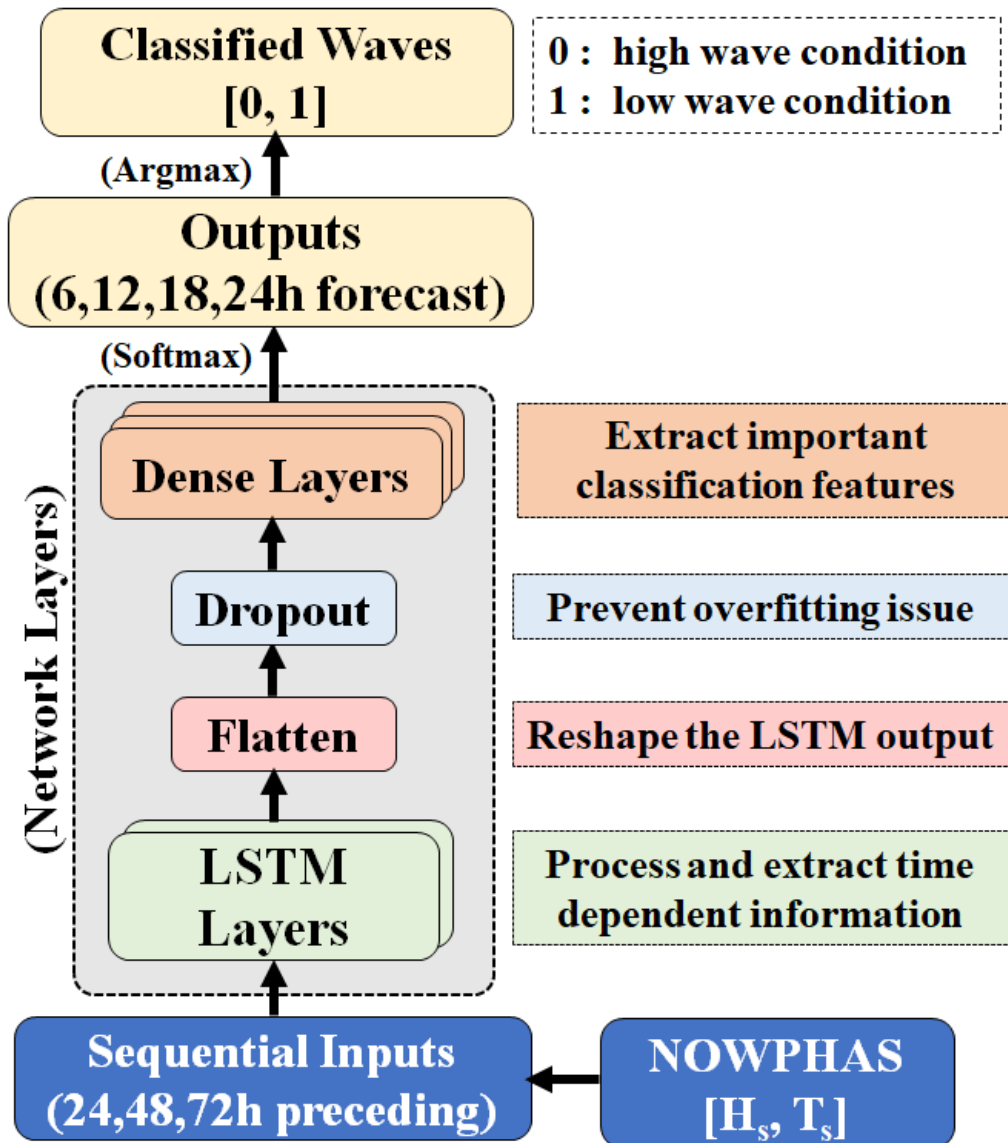 Classified Waves
[0, 1]
0 : high wave condition
1 : low wave condition
(Argmax)
Outputs
(6,12,18,24h forecast)
(Softmax)
(Network Layers)
Dense Layers
Extract important
classification features
Dropout
Prevent overfitting issue
Flatten
Reshape the LSTM output
LSTM
Layers
Process and extract time
dependent information
Sequential Inputs
(24,48,72h preceding)
NOWPHAS
[Hₛ, Tₛ]